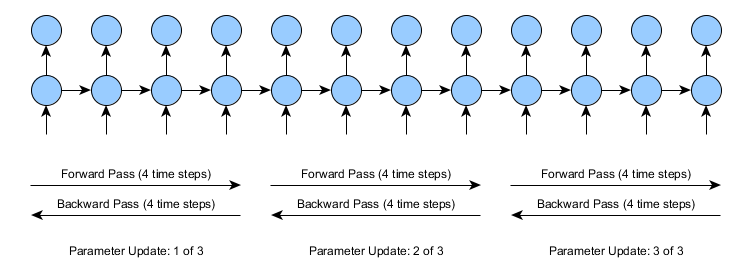 Forward Pass (4 time steps)
Forward Pass (4 time steps)
Forward Pass (4 time steps)
Backward Pass (4 time steps)
Backward Pass (4 time steps)
Backward Pass (4 time steps)
Parameter Update: 1 of 3
Parameter Update: 2 of 3
Parameter Update: 3 of 3